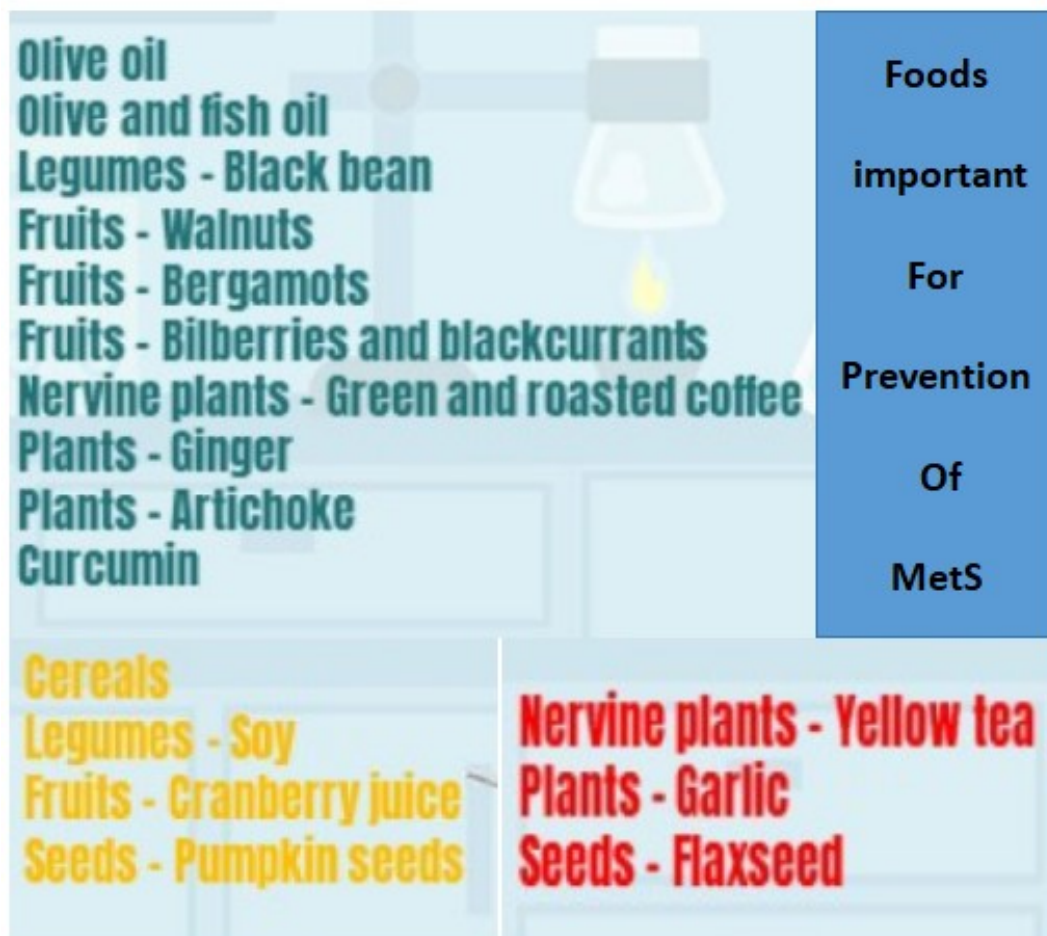 Olive oil
Olive and fish oil
Legumes - Black bean
Fruits - Walnuts
Fruits - Bergamots
Fruits - Bilberries and blackcurrants
Nervine plants - Green and roasted coffee
Plants - Ginger
Plants - Artichoke
Curcumin
Foods
important
For
Prevention
Of
MetS
Cereals
Legumes - Soy
Fruits - Cranberry juice
Seeds - Pumpkin seeds
Nervine plants - Yellow tea
Plants - Garlic
Seeds - Flaxseed